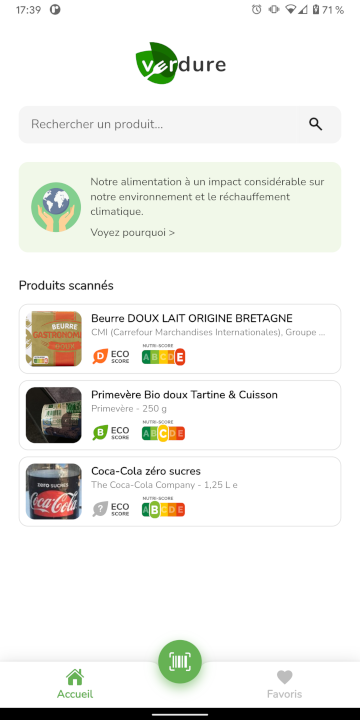 17:39
71 %
verdure
Rechercher un produit...
Notre alimentation à un impact considérable sur
notre environnement et le réchauffement
climatique.
Voyez pourquoi >
Produits scannés
BEURRE
GASTRONOMI
DOUX
Beurre DOUX LAIT ORIGINE BRETAGNE
CMI (Carrefour Marchandises Internationales), Groupe ...
D ECO SCORE
NUTRI-SCORE
A B C D E
Primevère Bio doux Tartine & Cuisson
Primevère - 250 g
B ECO SCORE
NUTRI-SCORE
A B C D E
ZERO SUCRES
Coca-Cola
Coca-Cola zéro sucres
The Coca-Cola Company - 1,25 L e
? ECO SCORE
NUTRI-SCORE
A B C D E
Accueil
Favoris